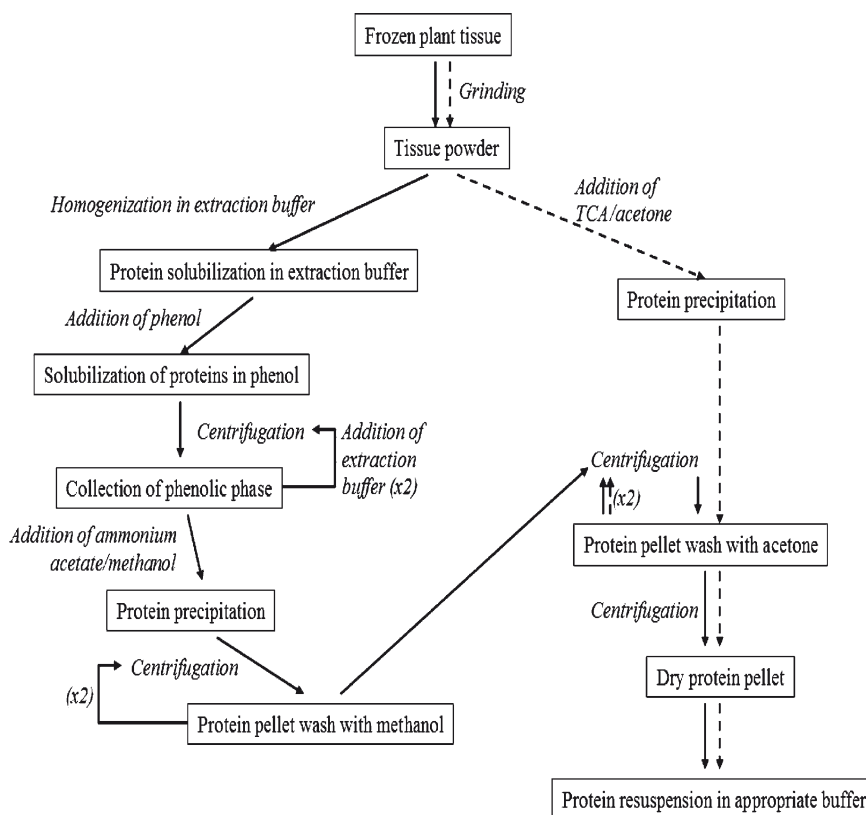 Frozen plant tissue
Grinding
Tissue powder
Homogenization in extraction buffer
Addition of
TCA/acetone
Protein solubilization in extraction buffer
Protein precipitation
Addition of phenol
Solubilization of proteins in phenol
Centrifugation
Addition of
extraction
buffer (x2)
Collection of phenolic phase
Addition of ammonium
acetate/methanol
Protein precipitation
Centrifugation
(x2)
Protein pellet wash with methanol
Centrifugation
(x2)
Protein pellet wash with acetone
Centrifugation
Dry protein pellet
Protein resuspension in appropriate buffer